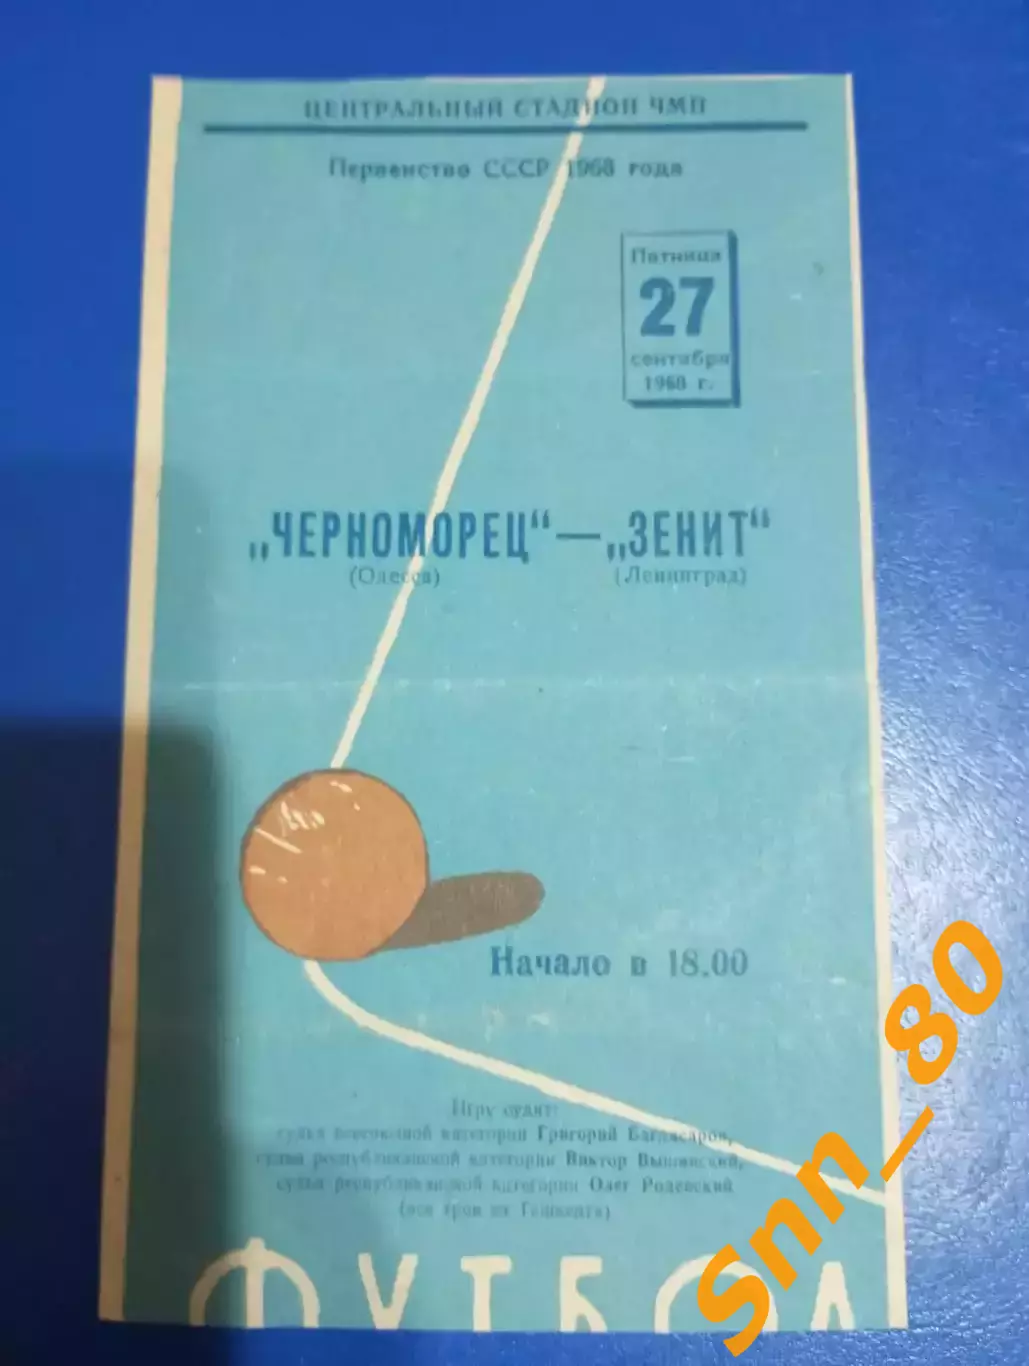 ЦЕНТРАЛЬНЫЙ СТАДИОН ЧМП
Первенство СССР 1968 года
Пятница
27
сентября
1968 г.
„ЧЕРНОМОРЕЦ“ — „ЗЕНИТ“
(Одесса) (Ленинград)
Начало в 18.00
Игру судят:
судья всесоюзной категории Григорий Багдасаров,
судья республиканской категории Виктор Вышинский,
судья республиканской категории Олег Родевский
(все трое из Ташкента)
ФУТБОЛ
Snn_80